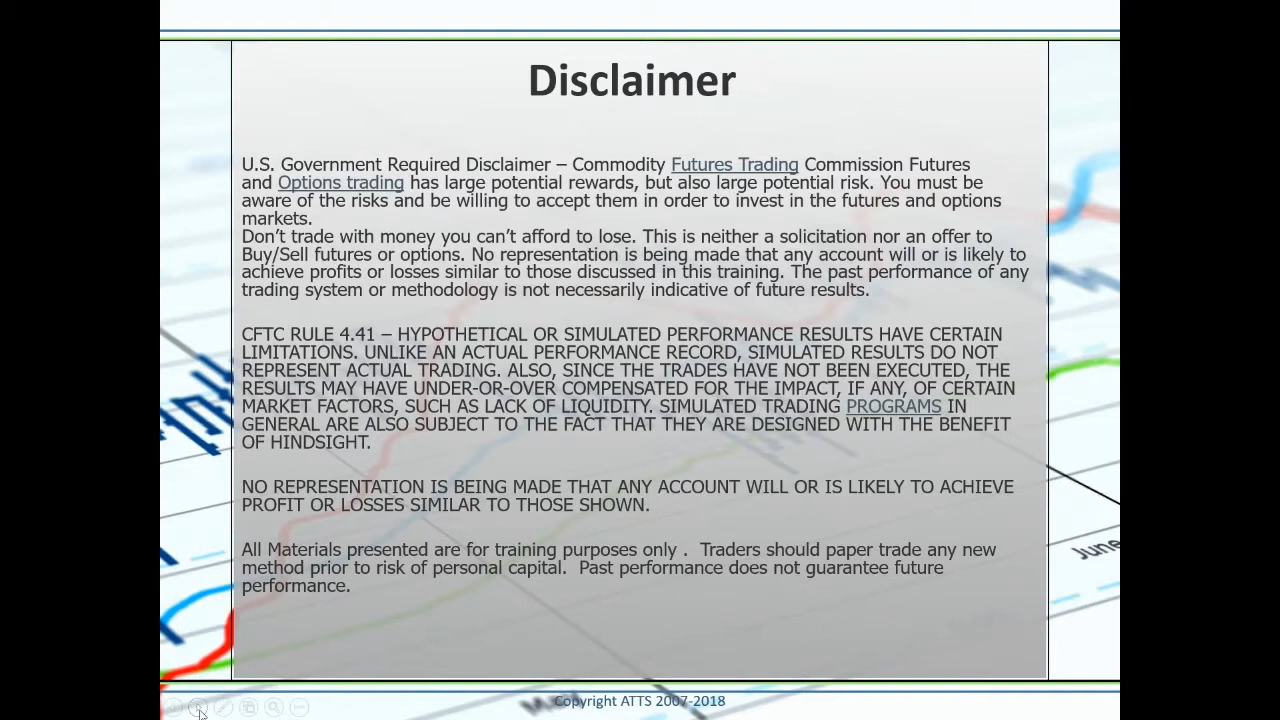 Disclaimer
U.S. Government Required Disclaimer – Commodity Futures Trading Commission Futures
and Options trading has large potential rewards, but also large potential risk. You must be
aware of the risks and be willing to accept them in order to invest in the futures and options
markets.
Don’t trade with money you can’t afford to lose. This is neither a solicitation nor an offer to
Buy/Sell futures or options. No representation is being made that any account will or is likely to
achieve profits or losses similar to those discussed in this training. The past performance of any
trading system or methodology is not necessarily indicative of future results.
CFTC RULE 4.41 – HYPOTHETICAL OR SIMULATED PERFORMANCE RESULTS HAVE CERTAIN
LIMITATIONS. UNLIKE AN ACTUAL PERFORMANCE RECORD, SIMULATED RESULTS DO NOT
REPRESENT ACTUAL TRADING. ALSO, SINCE THE TRADES HAVE NOT BEEN EXECUTED, THE
RESULTS MAY HAVE UNDER-OR-OVER COMPENSATED FOR THE IMPACT, IF ANY, OF CERTAIN
MARKET FACTORS, SUCH AS LACK OF LIQUIDITY. SIMULATED TRADING PROGRAMS IN
GENERAL ARE ALSO SUBJECT TO THE FACT THAT THEY ARE DESIGNED WITH THE BENEFIT
OF HINDSIGHT.
NO REPRESENTATION IS BEING MADE THAT ANY ACCOUNT WILL OR IS LIKELY TO ACHIEVE
PROFIT OR LOSSES SIMILAR TO THOSE SHOWN.
All Materials presented are for training purposes only .  Traders should paper trade any new
method prior to risk of personal capital.  Past performance does not guarantee future
performance.
June
Copyright ATTS 2007-2018